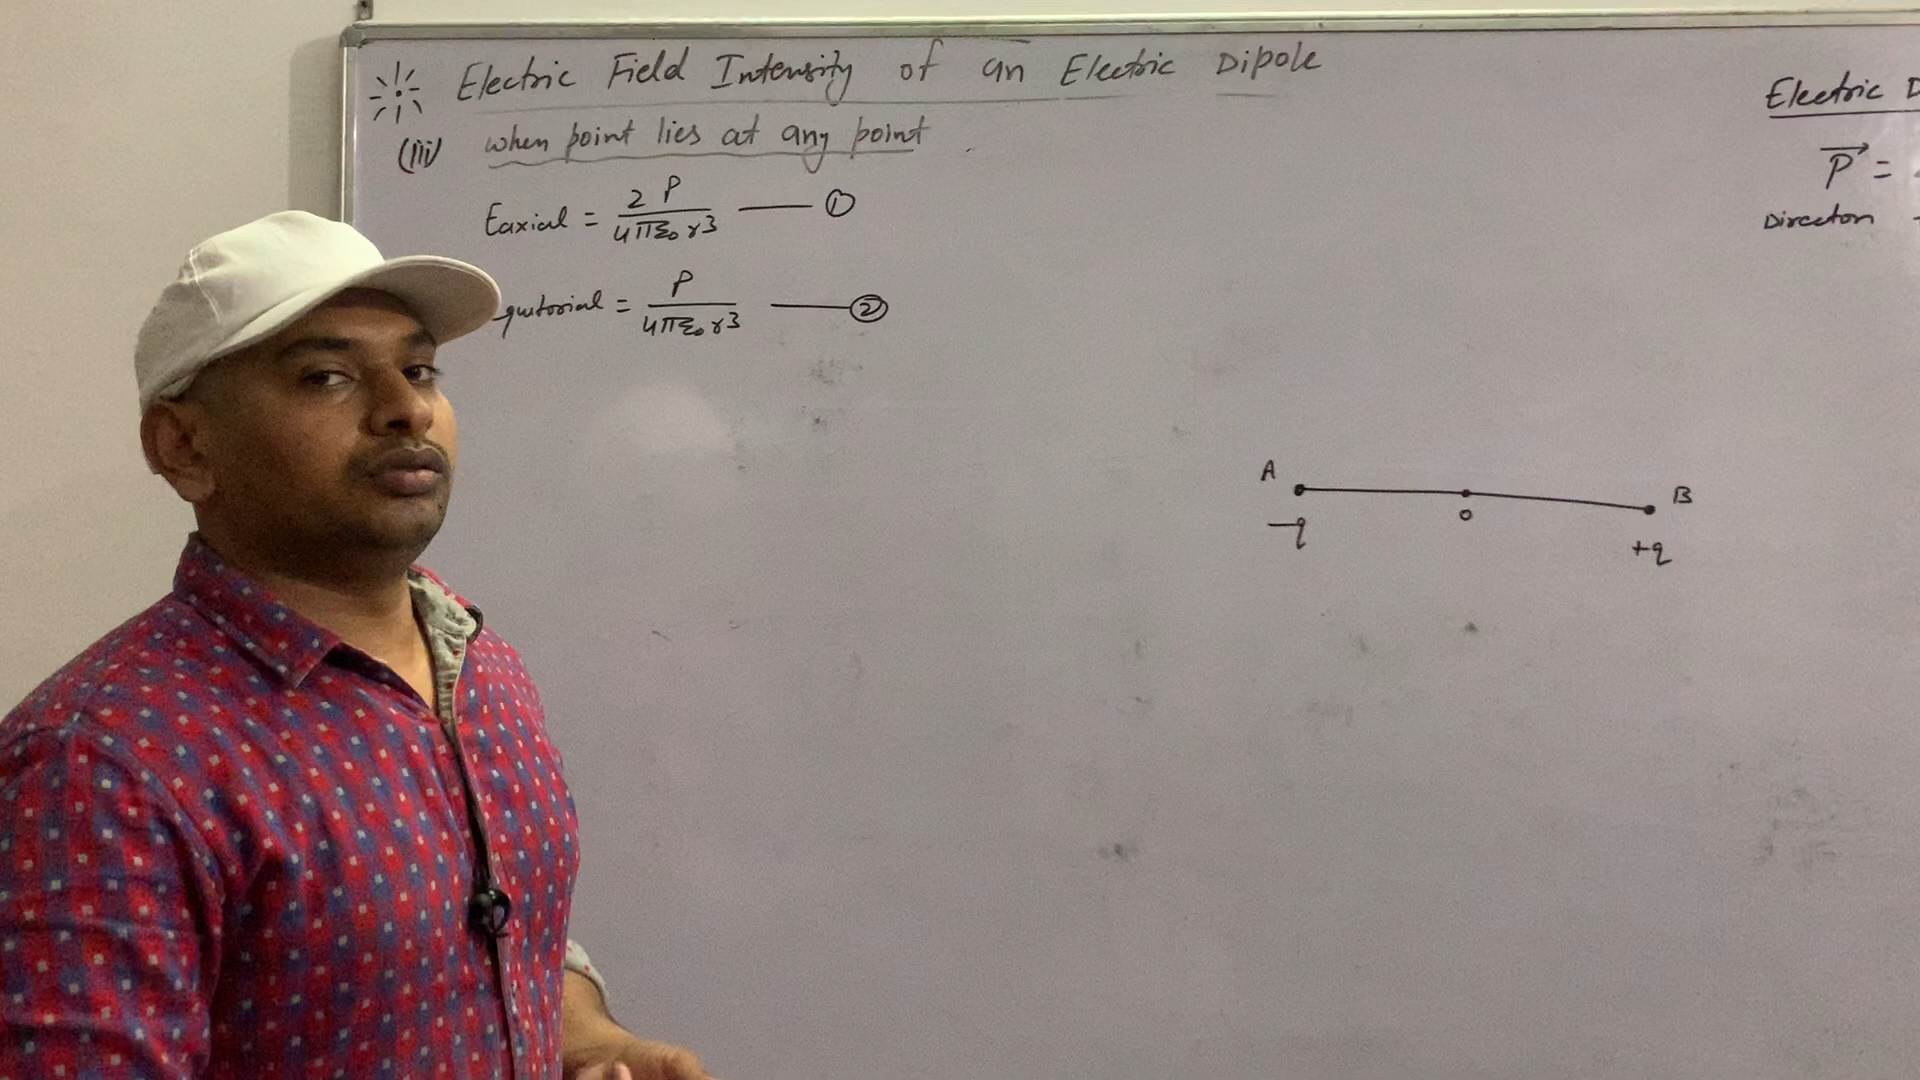 Electric Field Intensity of an Electric Dipole
(iii) when point lies at any point
Eaxial = 2P / 4πε₀r3 —— ①
quitorial = P / 4πε₀r3 —— ②
Electric D
P⃗ =
Direction
A
B
-q
o
+q